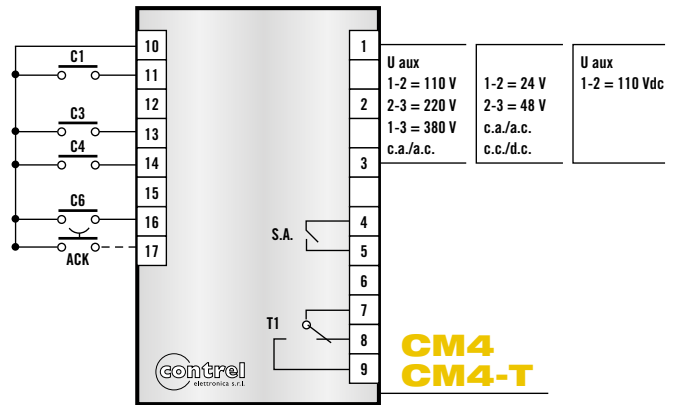 C1
C3
C4
C6
ACK
10
11
12
13
14
15
16
17
contrel
elettronica s.r.l.
S.A.
T1
1
2
3
4
5
6
7
8
9
U aux
1-2 = 110 V
2-3 = 220 V
1-3 = 380 V
c.a./a.c.
1-2 = 24 V
2-3 = 48 V
c.a./a.c.
c.c./d.c.
U aux
1-2 = 110 Vdc
CM4
CM4-T